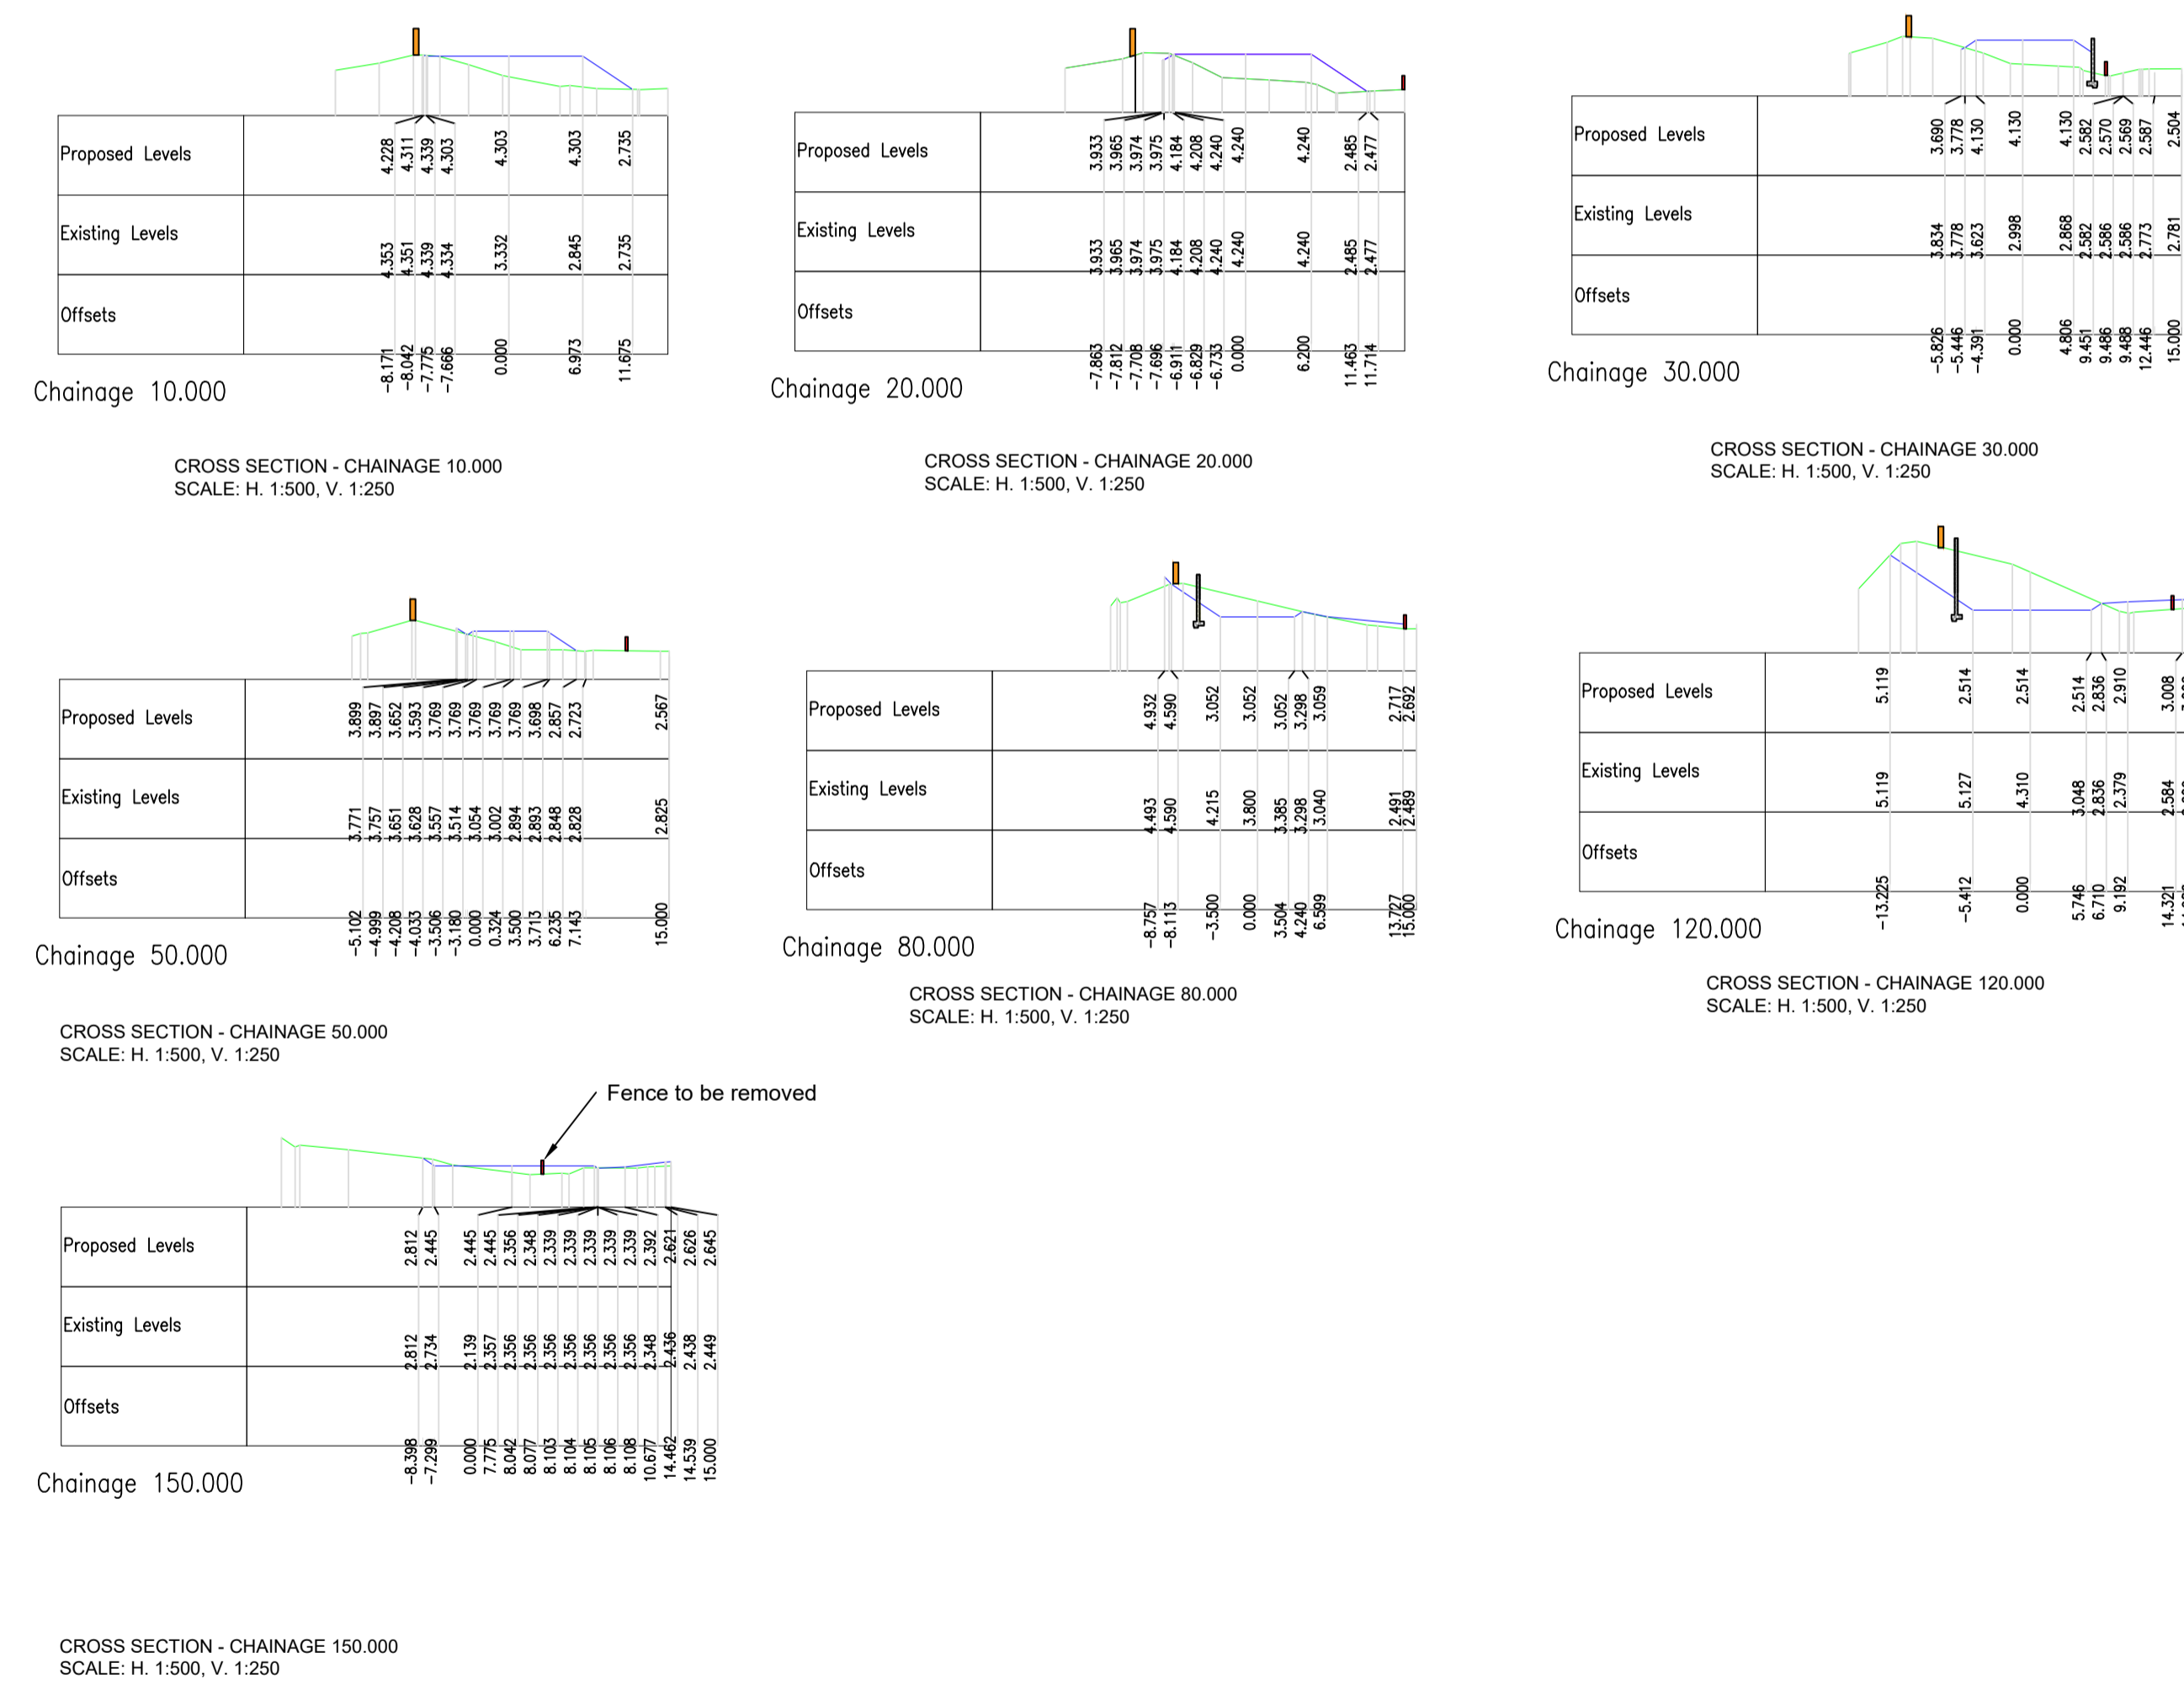 Proposed Levels 4.228 4.311 4.339 4.303 4.303 4.303 2.735
Existing Levels 4.353 4.351 4.339 4.334 3.332 2.845 2.735
Offsets -8.171 -8.042 -7.775 -7.666 0.000 6.973 11.675
Chainage 10.000
CROSS SECTION - CHAINAGE 10.000
SCALE: H. 1:500, V. 1:250
Proposed Levels 3.933 3.965 3.974 3.975 4.184 4.208 4.240 4.240 4.240 2.485 2.477
Existing Levels 3.933 3.965 3.974 3.975 4.184 4.208 4.240 4.240 4.240 2.485 2.477
Offsets -7.863 -7.812 -7.708 -7.696 -6.911 -6.829 -6.733 0.000 6.200 11.463 11.714
Chainage 20.000
CROSS SECTION - CHAINAGE 20.000
SCALE: H. 1:500, V. 1:250
Proposed Levels 3.690 3.778 4.130 4.130 4.130 2.582 2.570 2.569 2.587 2.504
Existing Levels 3.834 3.778 3.623 2.998 2.868 2.582 2.586 2.586 2.773 2.781
Offsets -5.826 -5.446 -4.391 0.000 4.806 9.451 9.486 9.488 12.446 15.000
Chainage 30.000
CROSS SECTION - CHAINAGE 30.000
SCALE: H. 1:500, V. 1:250
Proposed Levels 3.899 3.897 3.652 3.593 3.769 3.769 3.769 3.769 3.769 3.698 2.857 2.723 2.567
Existing Levels 3.771 3.757 3.651 3.628 3.557 3.514 3.054 3.002 2.894 2.893 2.848 2.828 2.825
Offsets -5.102 -4.999 -4.208 -4.033 -3.506 -3.180 0.000 0.324 3.500 3.713 6.235 7.143 15.000
Chainage 50.000
CROSS SECTION - CHAINAGE 50.000
SCALE: H. 1:500, V. 1:250
Proposed Levels 4.932 4.590 3.052 3.052 3.052 3.298 3.059 2.717 2.692
Existing Levels 4.493 4.590 4.215 3.800 3.385 3.298 3.040 2.491 2.489
Offsets -8.757 -8.113 -3.500 0.000 3.504 4.240 6.599 13.727 15.000
Chainage 80.000
CROSS SECTION - CHAINAGE 80.000
SCALE: H. 1:500, V. 1:250
Proposed Levels 5.119 2.514 2.514 2.514 2.836 2.910 3.008
Existing Levels 5.119 5.127 4.310 3.048 2.836 2.379 2.584
Offsets -13.225 -5.412 0.000 5.746 6.710 9.192 14.321
Chainage 120.000
CROSS SECTION - CHAINAGE 120.000
SCALE: H. 1:500, V. 1:250
Fence to be removed
Proposed Levels 2.812 2.445 2.445 2.445 2.356 2.348 2.339 2.339 2.339 2.339 2.339 2.392 2.621 2.626 2.645
Existing Levels 2.812 2.734 2.139 2.357 2.356 2.356 2.356 2.356 2.356 2.356 2.356 2.348 2.436 2.438 2.449
Offsets -8.398 -7.299 0.000 7.775 8.042 8.077 8.103 8.104 8.105 8.106 8.108 10.677 14.462 14.539 15.000
Chainage 150.000
CROSS SECTION - CHAINAGE 150.000
SCALE: H. 1:500, V. 1:250